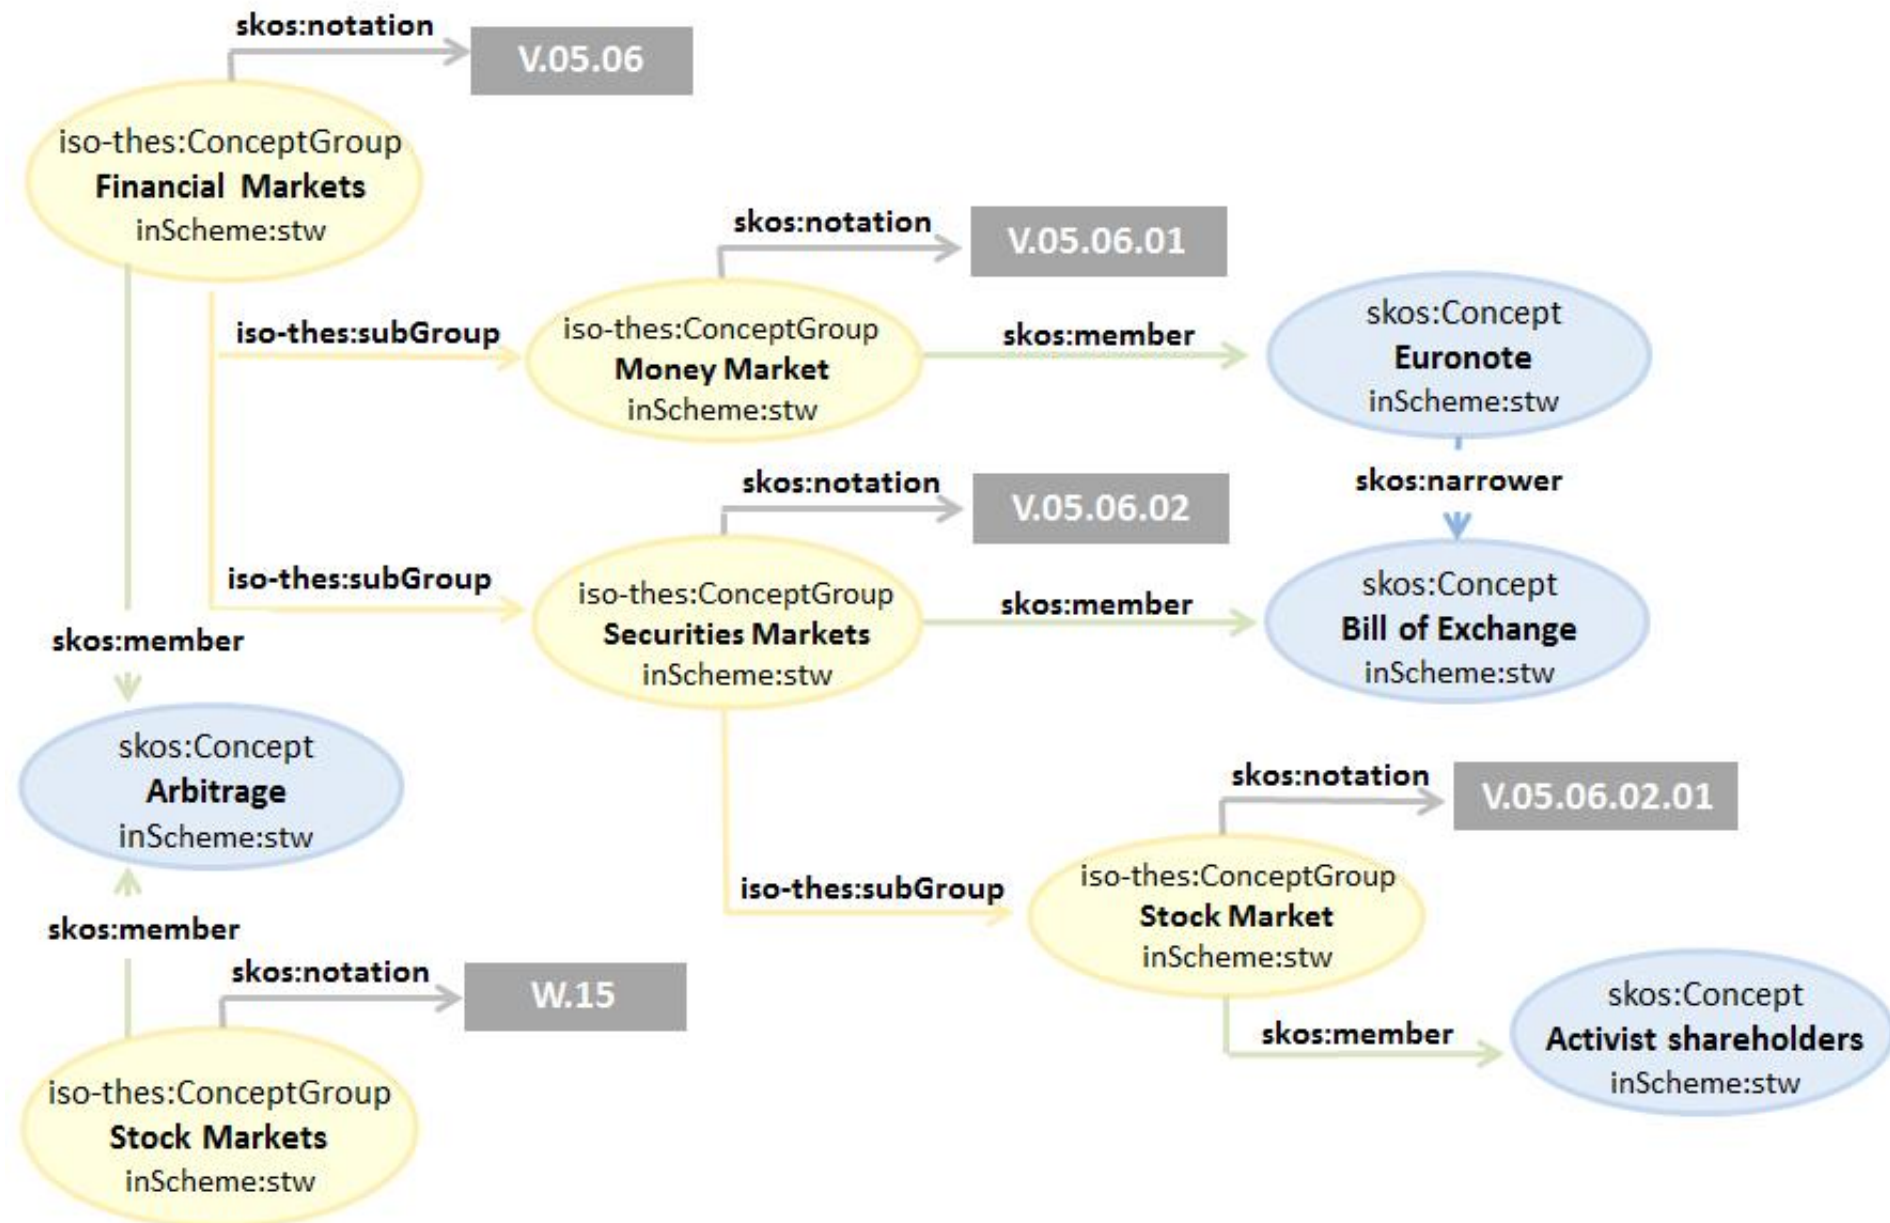 skos:notation
V.05.06
iso-thes:ConceptGroup
Financial Markets
inScheme:stw
skos:notation
V.05.06.01
iso-thes:subGroup
iso-thes:ConceptGroup
Money Market
inScheme:stw
skos:member
skos:Concept
Euronote
inScheme:stw
skos:narrower
skos:notation
V.05.06.02
iso-thes:subGroup
iso-thes:ConceptGroup
Securities Markets
inScheme:stw
skos:member
skos:Concept
Bill of Exchange
inScheme:stw
skos:member
skos:Concept
Arbitrage
inScheme:stw
skos:notation
V.05.06.02.01
iso-thes:subGroup
iso-thes:ConceptGroup
Stock Market
inScheme:stw
skos:member
skos:notation
W.15
skos:member
skos:Concept
Activist shareholders
inScheme:stw
iso-thes:ConceptGroup
Stock Markets
inScheme:stw